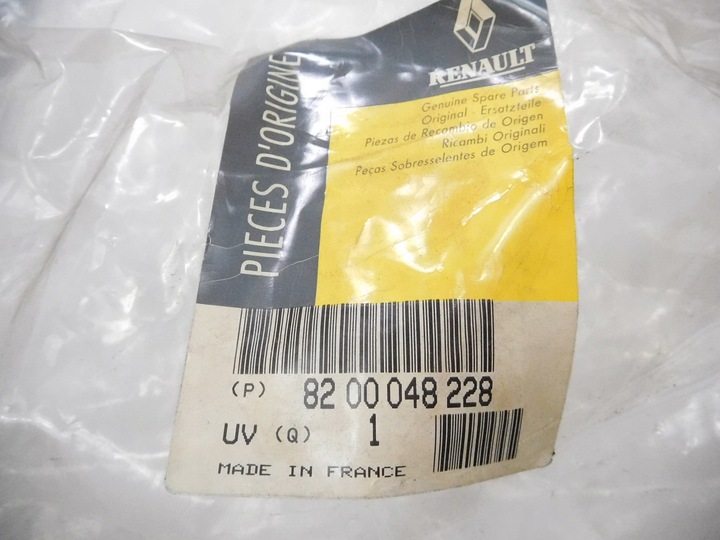 RENAULT
PIECES D'ORIGINE
Genuine Spare Parts
Original - Ersatzteile
Piezas de Recambio de Origen
Ricambi Originali
Peças Sobresselentes de Origem
(P) 82 00 048 228
UV (Q) 1
MADE IN FRANCE